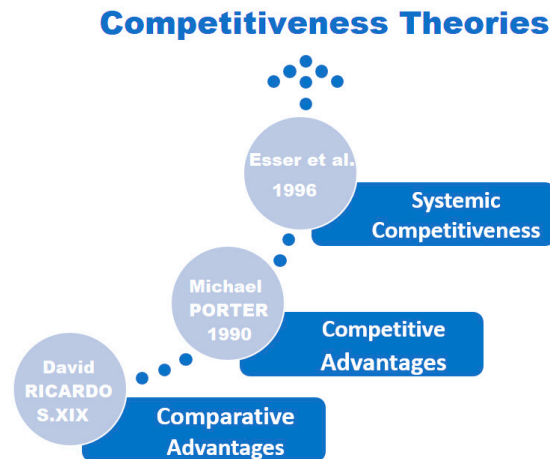 Competitiveness Theories
Esser et al.
1996
Systemic
Competitiveness
Michael
PORTER
1990
Competitive
Advantages
David
RICARDO
S.XIX
Comparative
Advantages